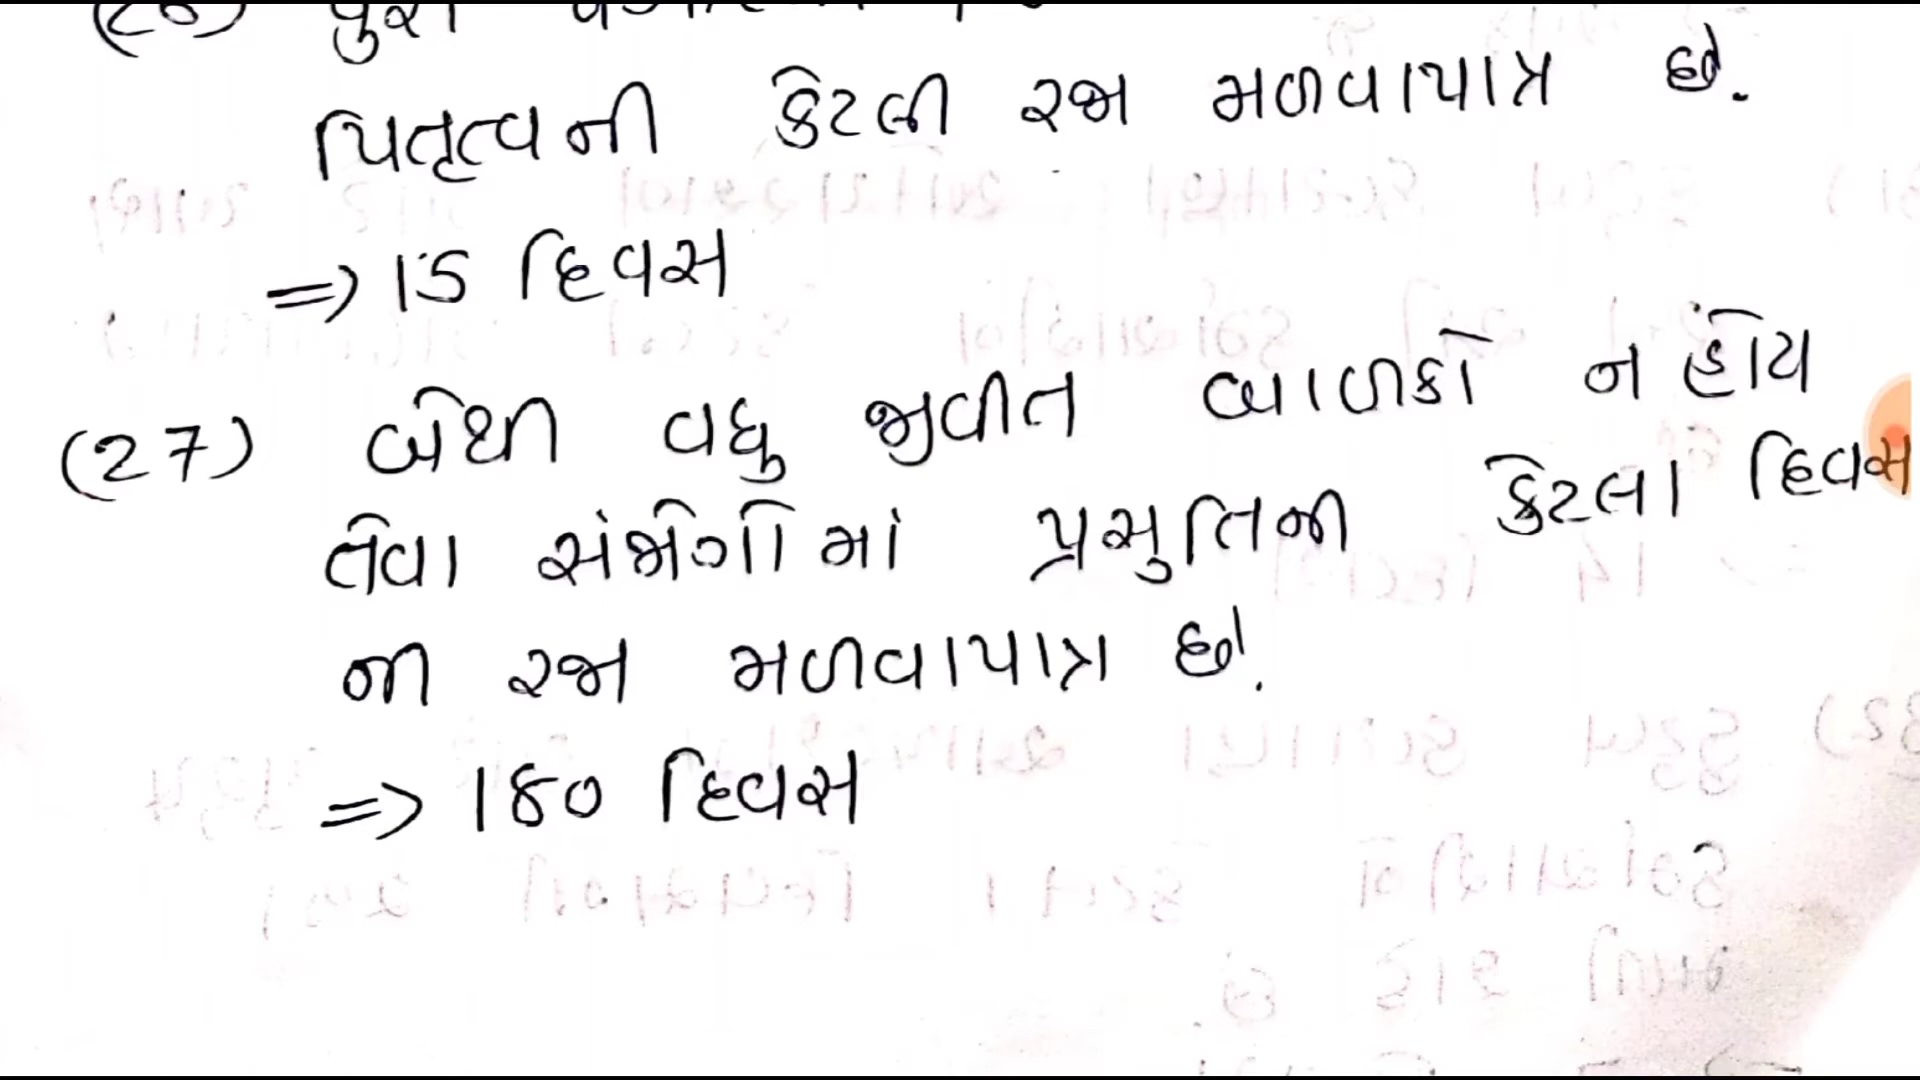 પિતૃત્વની કેટલી રજા મળવાપાત્ર છે.
=> 15 દિવસ
(27) બેથી વધુ જીવીત બાળકો ન હોય
તેવા સંજોગોમાં પ્રસુતિની કેટલા દિવસ
ની રજા મળવાપાત્ર છે.
=> 180 દિવસ